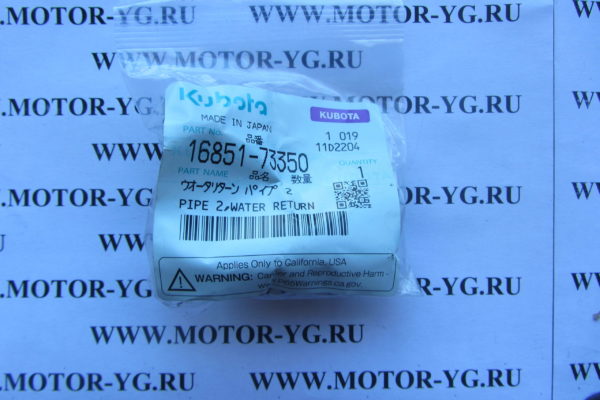 WWW.MOTOR-YG.RU WWW.MOTOR-YG.RU
WWW.MOTOR-YG.RU
Kubota
KUBOTA
MADE IN JAPAN
PART No. 品番
1 019
11D2204
16851-73350
QUANTITY
PART NAME 品名 数量
1
ウオータリターン パイプ 2
PIPE 2,WATER RETURN
Applies Only to California, USA
WARNING: Cancer and Reproductive Harm -
www.P65Warnings.ca.gov.
WWW.MOTOR-YG.RU
WWW.MOTOR-YG.RU WWW.MOTOR-YG.RU